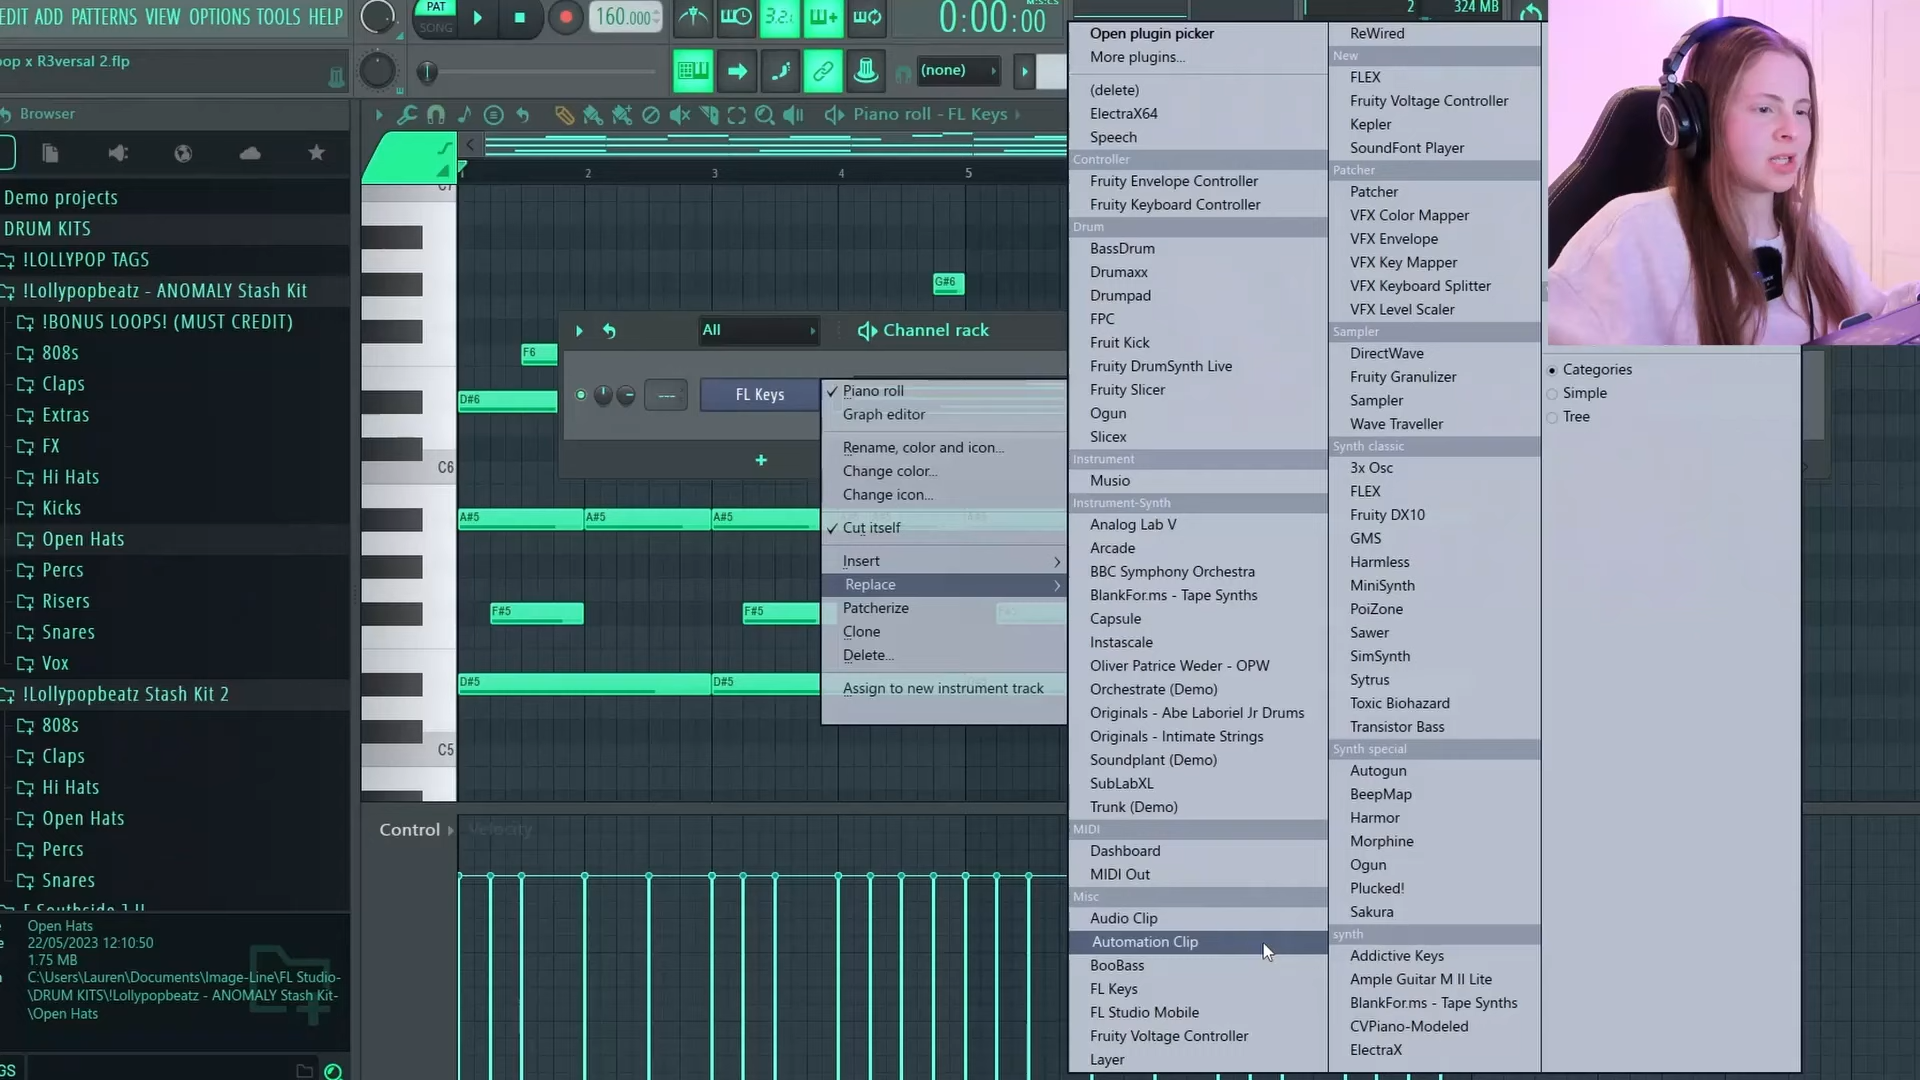 EDIT ADD PATTERNS VIEW OPTIONS TOOLS HELP
PAT
SONG
160.000
3.2.
0:00:00
M:S:CS
2
324 MB
pop x R3versal 2.flp
(none)
Browser
Piano roll - FL Keys
Demo projects
DRUM KITS
!LOLLYPOP TAGS
!Lollypopbeatz - ANOMALY Stash Kit
!BONUS LOOPS! (MUST CREDIT)
808s
Claps
Extras
FX
Hi Hats
Kicks
Open Hats
Percs
Risers
Snares
Vox
!Lollypopbeatz Stash Kit 2
808s
Claps
Hi Hats
Open Hats
Percs
Snares
Open Hats
22/05/2023 12:10:50
1.75 MB
C:\Users\Lauren\Documents\Image-Line\FL Studio-
\DRUM KITS\!Lollypopbeatz - ANOMALY Stash Kit-
\Open Hats
GS
1
2
3
4
5
C7
C6
C5
G#6
F6
D#6
A#5
A#5
A#5
F#5
F#5
D#5
D#5
All
Channel rack
---
FL Keys
+
Control
Velocity
Piano roll
Graph editor
Rename, color and icon...
Change color...
Change icon...
Cut itself
Insert
Replace
Patcherize
Clone
Delete...
Assign to new instrument track
Open plugin picker
More plugins...
(delete)
ElectraX64
Speech
Controller
Fruity Envelope Controller
Fruity Keyboard Controller
Drum
BassDrum
Drumaxx
Drumpad
FPC
Fruit Kick
Fruity DrumSynth Live
Fruity Slicer
Ogun
Slicex
Instrument
Musio
Instrument-Synth
Analog Lab V
Arcade
BBC Symphony Orchestra
BlankFor.ms - Tape Synths
Capsule
Instascale
Oliver Patrice Weder - OPW
Orchestrate (Demo)
Originals - Abe Laboriel Jr Drums
Originals - Intimate Strings
Soundplant (Demo)
SubLabXL
Trunk (Demo)
MIDI
Dashboard
MIDI Out
Misc
Audio Clip
Automation Clip
BooBass
FL Keys
FL Studio Mobile
Fruity Voltage Controller
Layer
ReWired
New
FLEX
Fruity Voltage Controller
Kepler
SoundFont Player
Patcher
Patcher
VFX Color Mapper
VFX Envelope
VFX Key Mapper
VFX Keyboard Splitter
VFX Level Scaler
Sampler
DirectWave
Fruity Granulizer
Sampler
Wave Traveller
Synth classic
3x Osc
FLEX
Fruity DX10
GMS
Harmless
MiniSynth
PoiZone
Sawer
SimSynth
Sytrus
Toxic Biohazard
Transistor Bass
Synth special
Autogun
BeepMap
Harmor
Morphine
Ogun
Plucked!
Sakura
synth
Addictive Keys
Ample Guitar M II Lite
BlankFor.ms - Tape Synths
CVPiano-Modeled
ElectraX
Categories
Simple
Tree